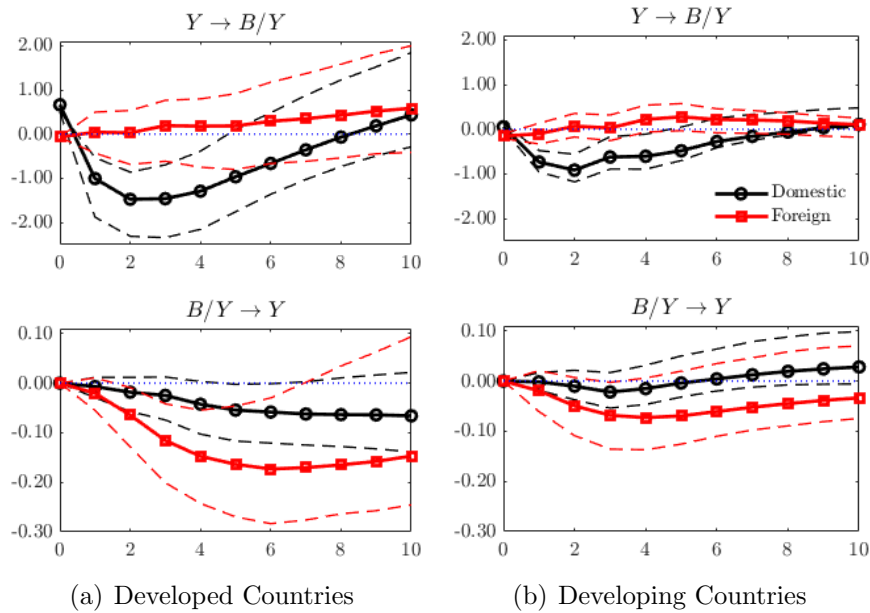 Y → B/Y
2.00
1.00
0.00
-1.00
-2.00
0 2 4 6 8 10
Y → B/Y
2.00
1.00
0.00
-1.00
-2.00
Domestic
Foreign
0 2 4 6 8 10
B/Y → Y
0.10
0.00
-0.10
-0.20
-0.30
0 2 4 6 8 10
B/Y → Y
0.10
0.00
-0.10
-0.20
-0.30
0 2 4 6 8 10
(a) Developed Countries
(b) Developing Countries